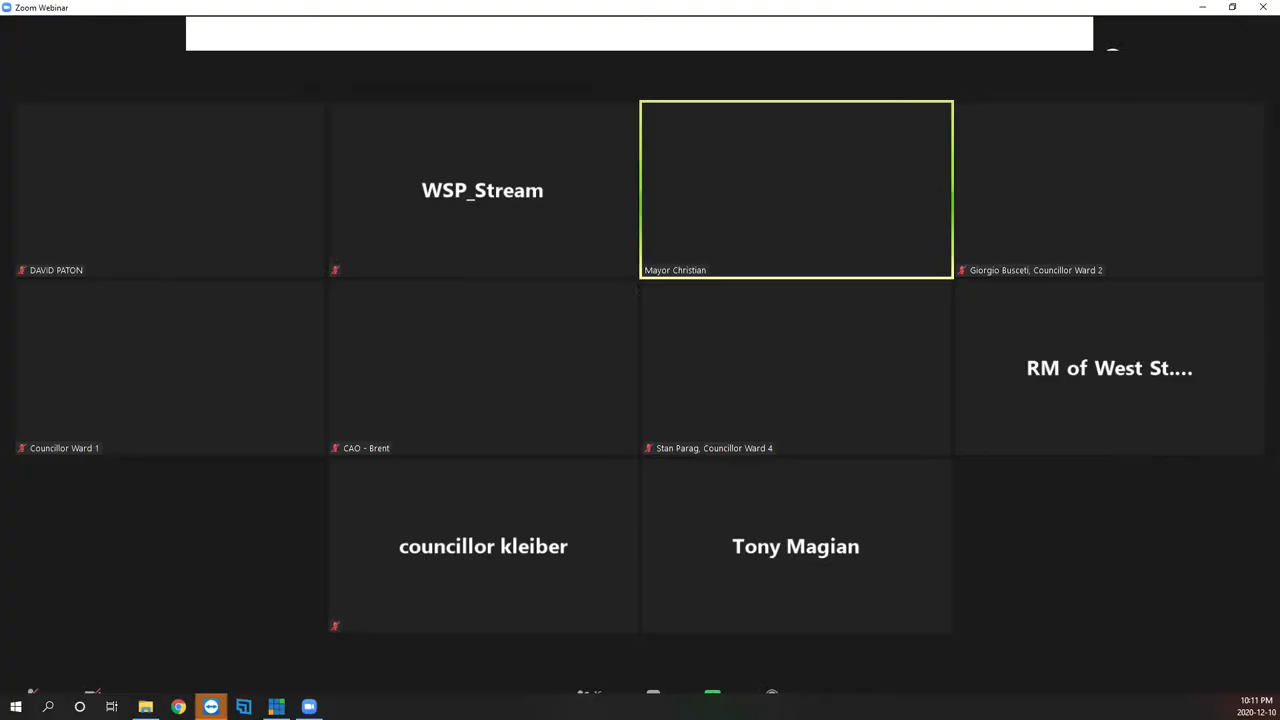 Zoom Webinar
WSP_Stream
DAVID PATON
Mayor Christian
Giorgio Busceti, Councillor Ward 2
RM of West St....
Councillor Ward 1
CAO - Brent
Stan Parag, Councillor Ward 4
councillor kleiber
Tony Magian
10:11 PM
2020-12-10